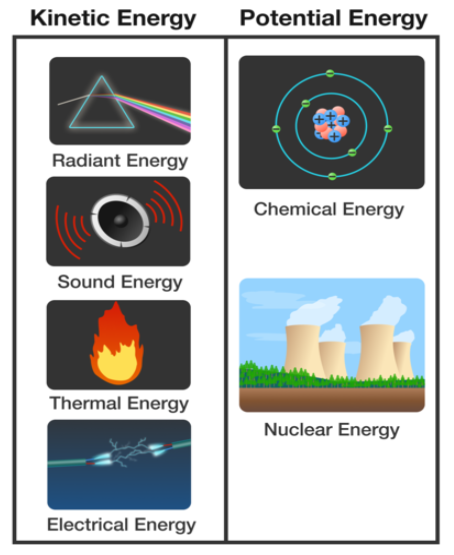 Kinetic Energy
Potential Energy
Radiant Energy
Sound Energy
Thermal Energy
Electrical Energy
Chemical Energy
Nuclear Energy